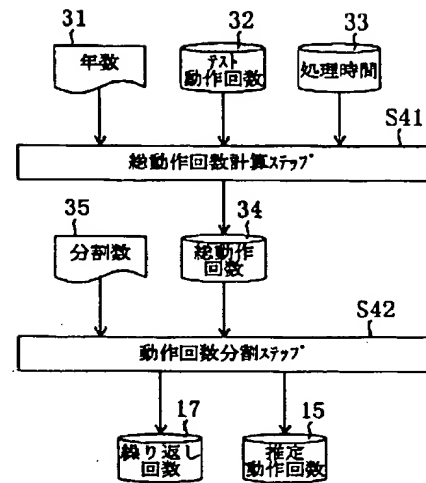 31
32
33
年数
テスト
動作回数
処理時間
S41
総動作回数計算ステップ
35
34
分割数
総動作
回数
S42
動作回数分割ステップ
17
15
繰り返し
回数
推定
動作回数